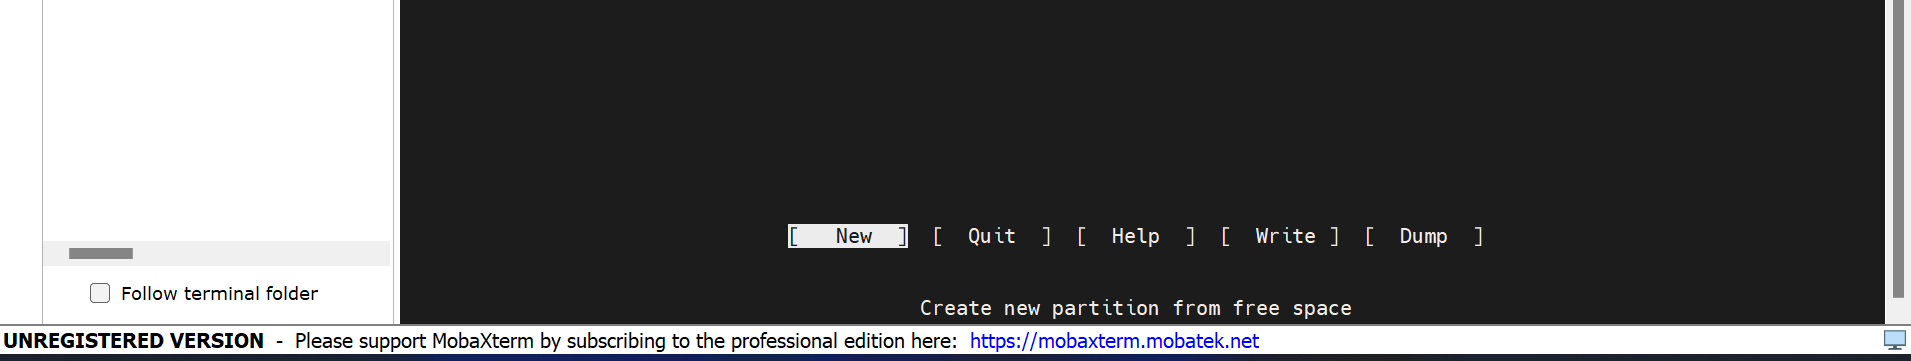 [   New  ]  [  Quit  ]  [  Help  ]  [  Write ]  [  Dump  ]
Follow terminal folder
Create new partition from free space
UNREGISTERED VERSION  -  Please support MobaXterm by subscribing to the professional edition here:  https://mobaxterm.mobatek.net